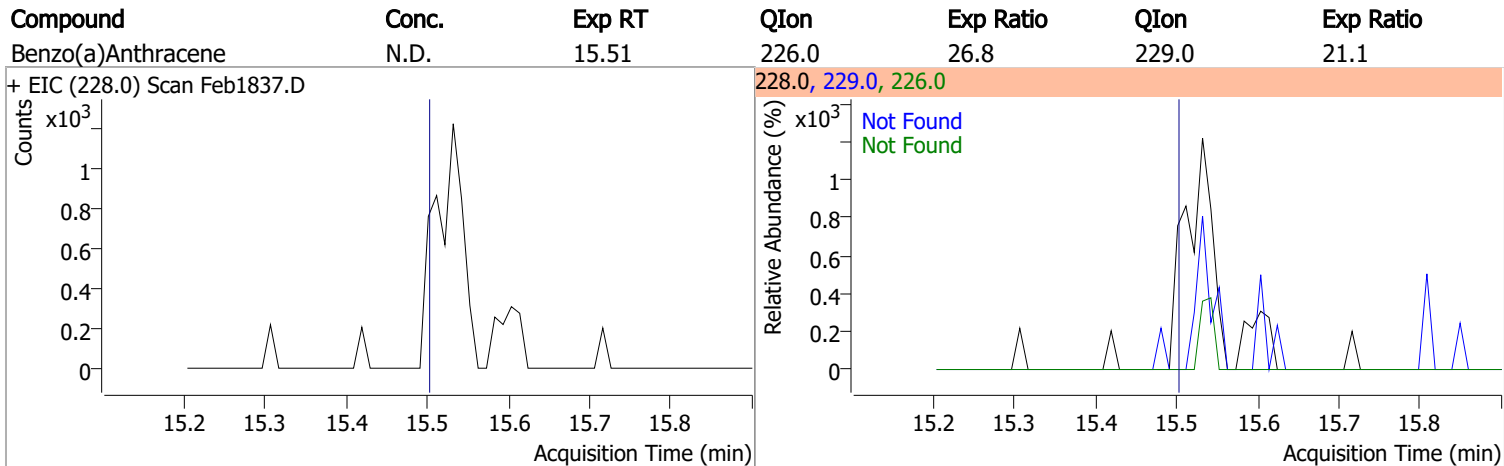 Compound Conc. Exp RT QIon Exp Ratio QIon Exp Ratio
Benzo(a)Anthracene N.D. 15.51 226.0 26.8 229.0 21.1
+ EIC (228.0) Scan Feb1837.D
Counts
x10³
1
0.8
0.6
0.4
0.2
0
15.2 15.3 15.4 15.5 15.6 15.7 15.8
Acquisition Time (min)
228.0, 229.0, 226.0
Relative Abundance (%)
x10³
Not Found
Not Found
1
0.8
0.6
0.4
0.2
0
15.2 15.3 15.4 15.5 15.6 15.7 15.8
Acquisition Time (min)